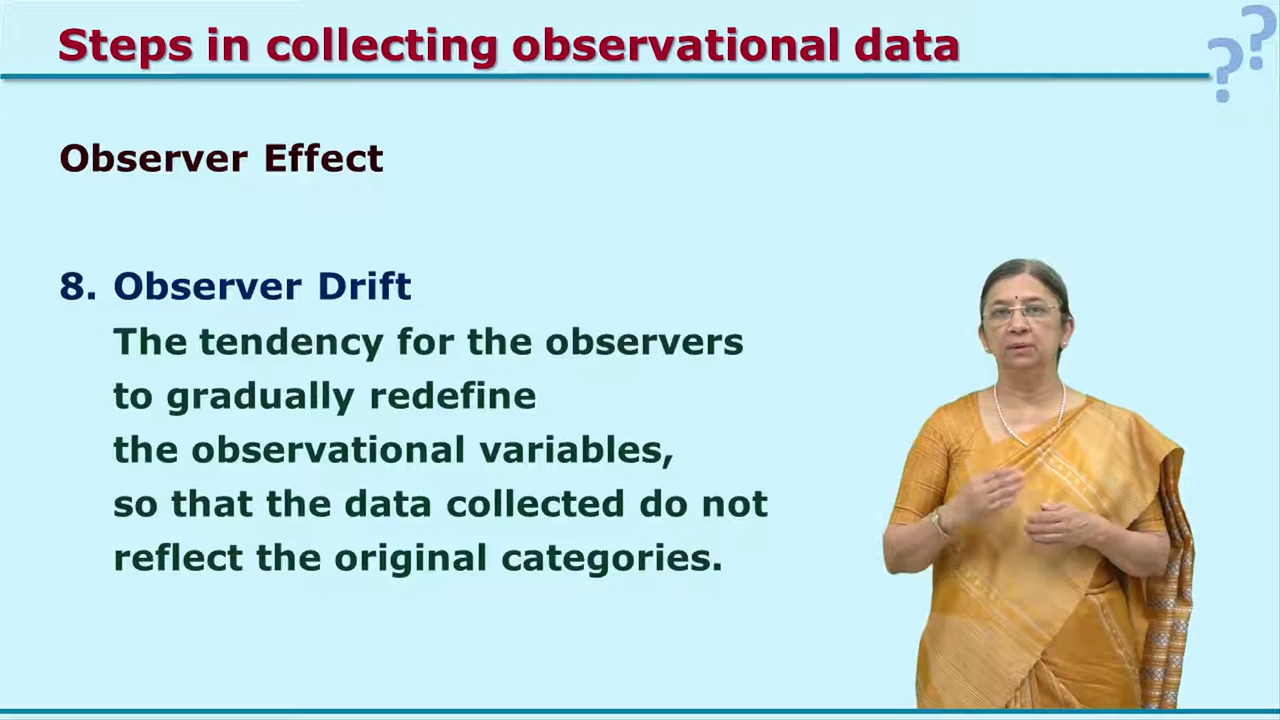 Steps in collecting observational data
??
Observer Effect
8. Observer Drift
The tendency for the observers
to gradually redefine
the observational variables,
so that the data collected do not
reflect the original categories.